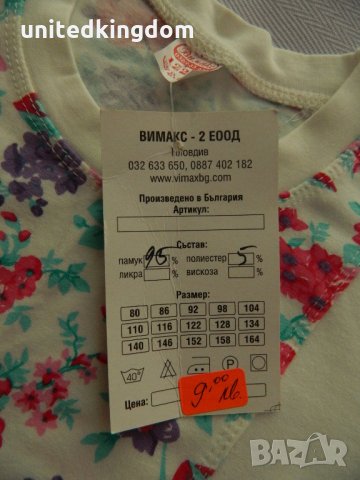 unitedkingdom
ВИМАКС - 2 ЕООД
Пловдив
032 633 650, 0887 402 182
www.vimaxbg.com
Произведено в България
Артикул:
Състав:
памук 95 % полиестер 5 %
ликра % вискоза %
Размер:
80 86 92 98 104
110 116 122 128 134
140 146 152 158 164
40°
P
Цена:
9.00 лв.
BAZAR.bg